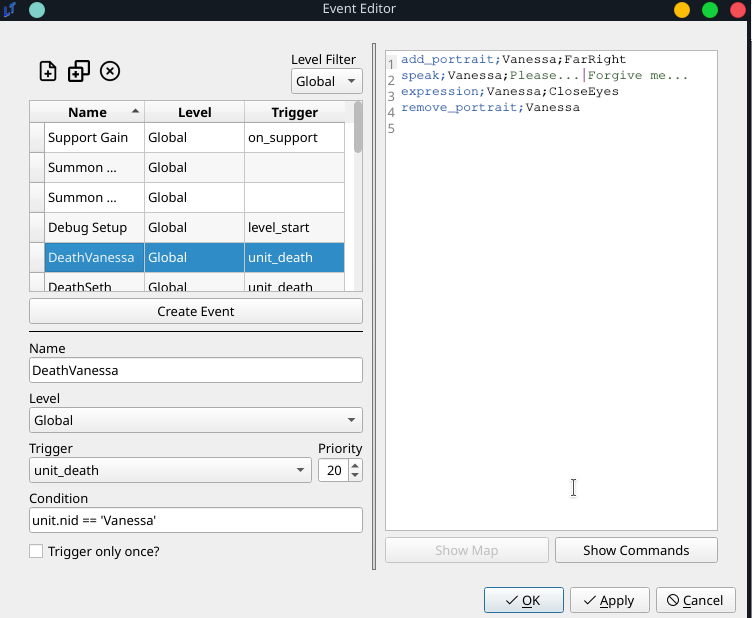 Event Editor
Level Filter
Global
Name Level Trigger
Support Gain Global on_support
Summon ... Global
Summon ... Global
Debug Setup Global level_start
DeathVanessa Global unit_death
DeathSeth Global unit_death
Create Event
Name
DeathVanessa
Level
Global
Trigger Priority
unit_death 20
Condition
unit.nid == 'Vanessa'
Trigger only once?
1 add_portrait;Vanessa;FarRight
2 speak;Vanessa;Please...|Forgive me...
3 expression;Vanessa;CloseEyes
4 remove_portrait;Vanessa
5
Show Map Show Commands
OK Apply Cancel